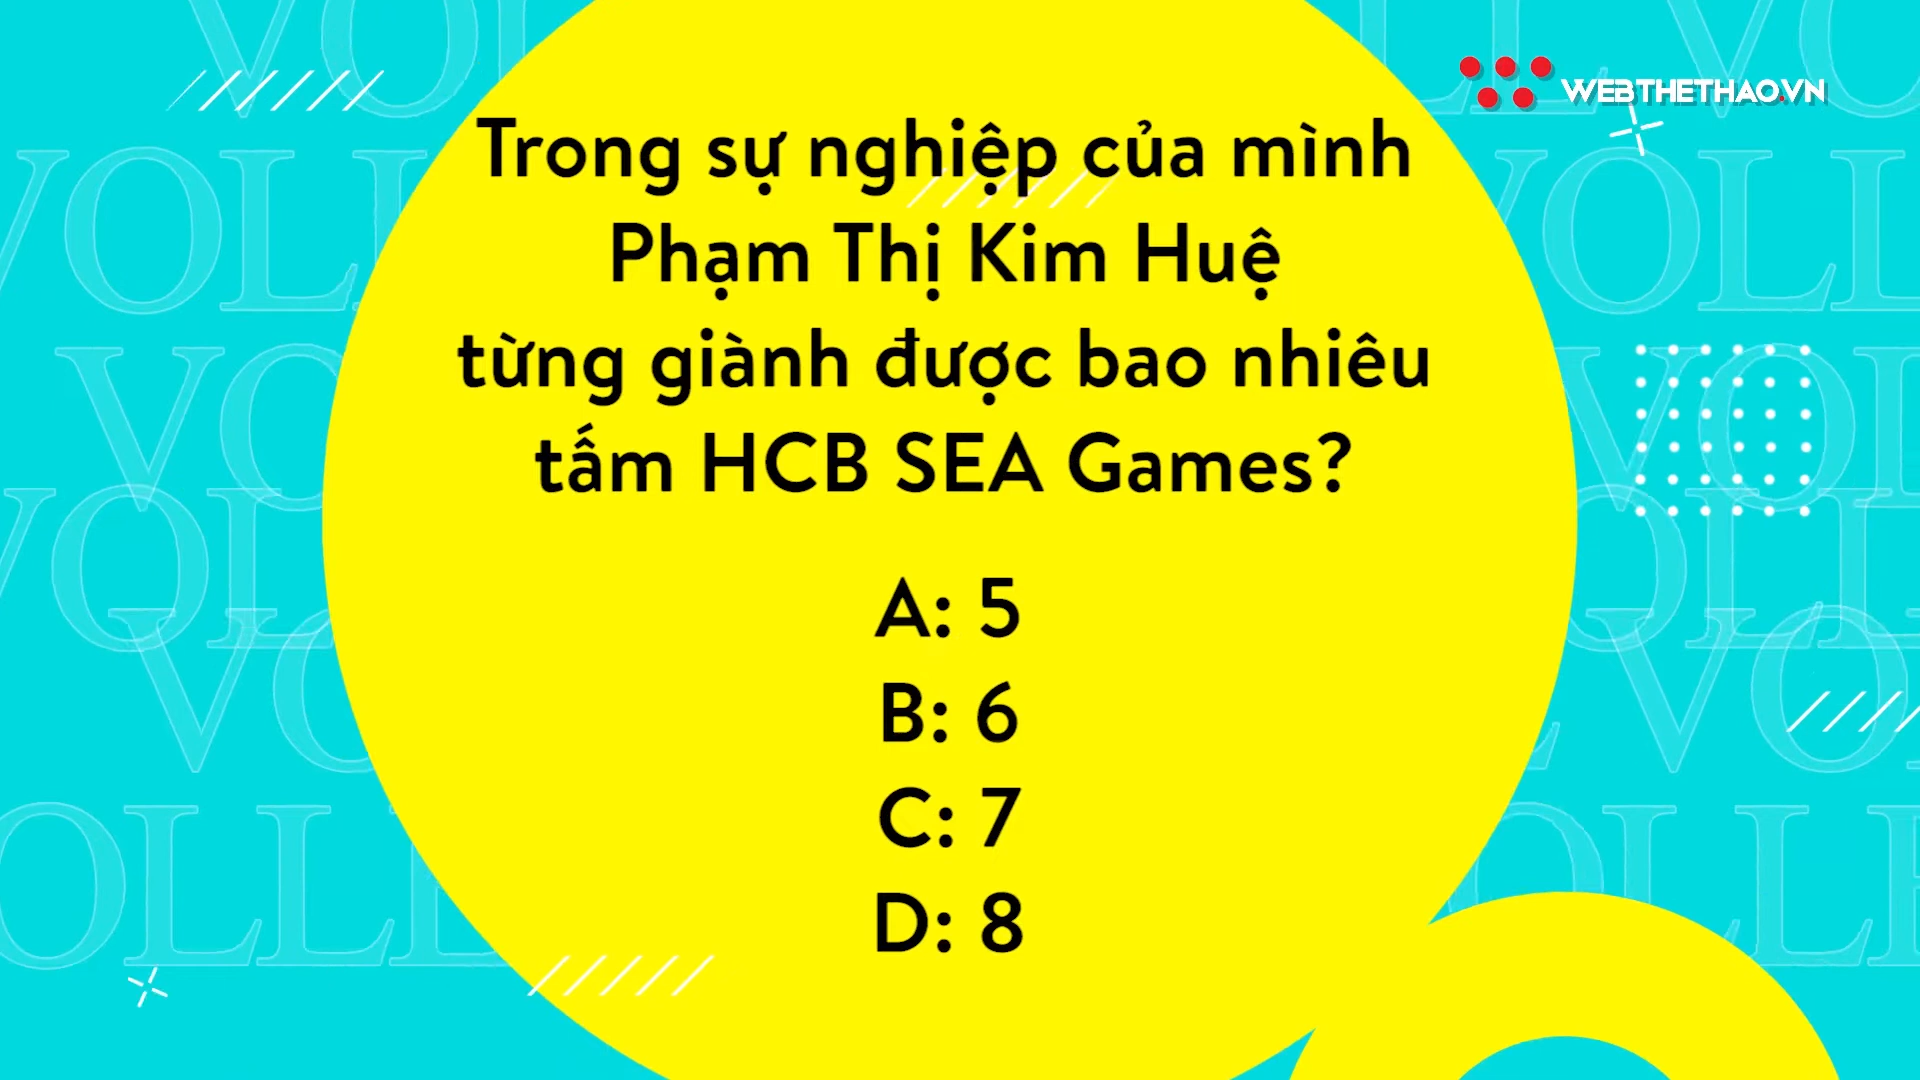 WEBTHETHAO.VN
Trong sự nghiệp của mình
Phạm Thị Kim Huệ
từng giành được bao nhiêu
tấm HCB SEA Games?
A: 5
B: 6
C: 7
D: 8